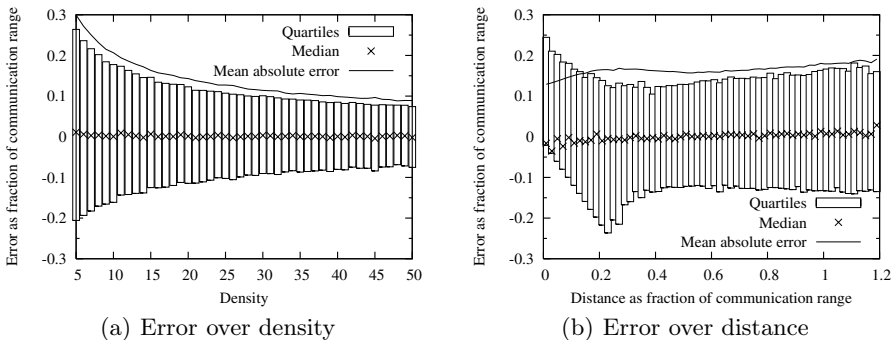 Error as fraction of communication range
0.3
0.2
0.1
0
-0.1
-0.2
-0.3
Quartiles
Median
Mean absolute error
5 10 15 20 25 30 35 40 45 50
Density
(a) Error over density
Error as fraction of communication range
0.3
0.2
0.1
0
-0.1
-0.2
-0.3
Quartiles
Median
Mean absolute error
0 0.2 0.4 0.6 0.8 1 1.2
Distance as fraction of communication range
(b) Error over distance